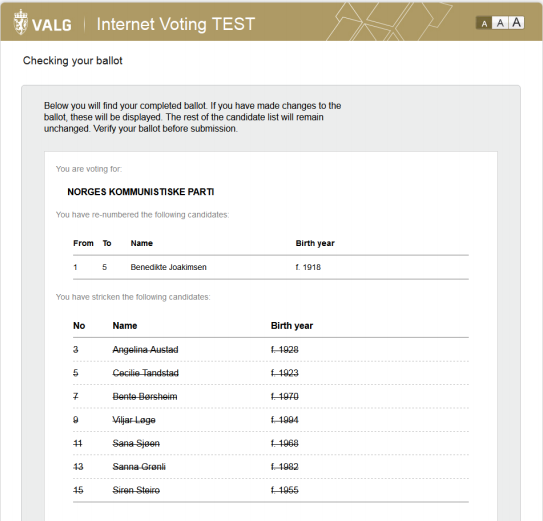 VALG Internet Voting TEST A A A
Checking your ballot
Below you will find your completed ballot. If you have made changes to the
ballot, these will be displayed. The rest of the candidate list will remain
unchanged. Verify your ballot before submission.
You are voting for:
NORGES KOMMUNISTISKE PARTI
You have re-numbered the following candidates:
From To Name Birth year
1 5 Benedikte Joakimsen f. 1918
You have stricken the following candidates:
No Name Birth year
3 Angelina Austad f. 1928
5 Cecilie Tandstad f. 1923
7 Bente Børsheim f. 1970
9 Viljar Løge f. 1994
11 Sana Sjøen f. 1968
13 Sanna Grønli f. 1982
15 Siren Steiro f. 1955